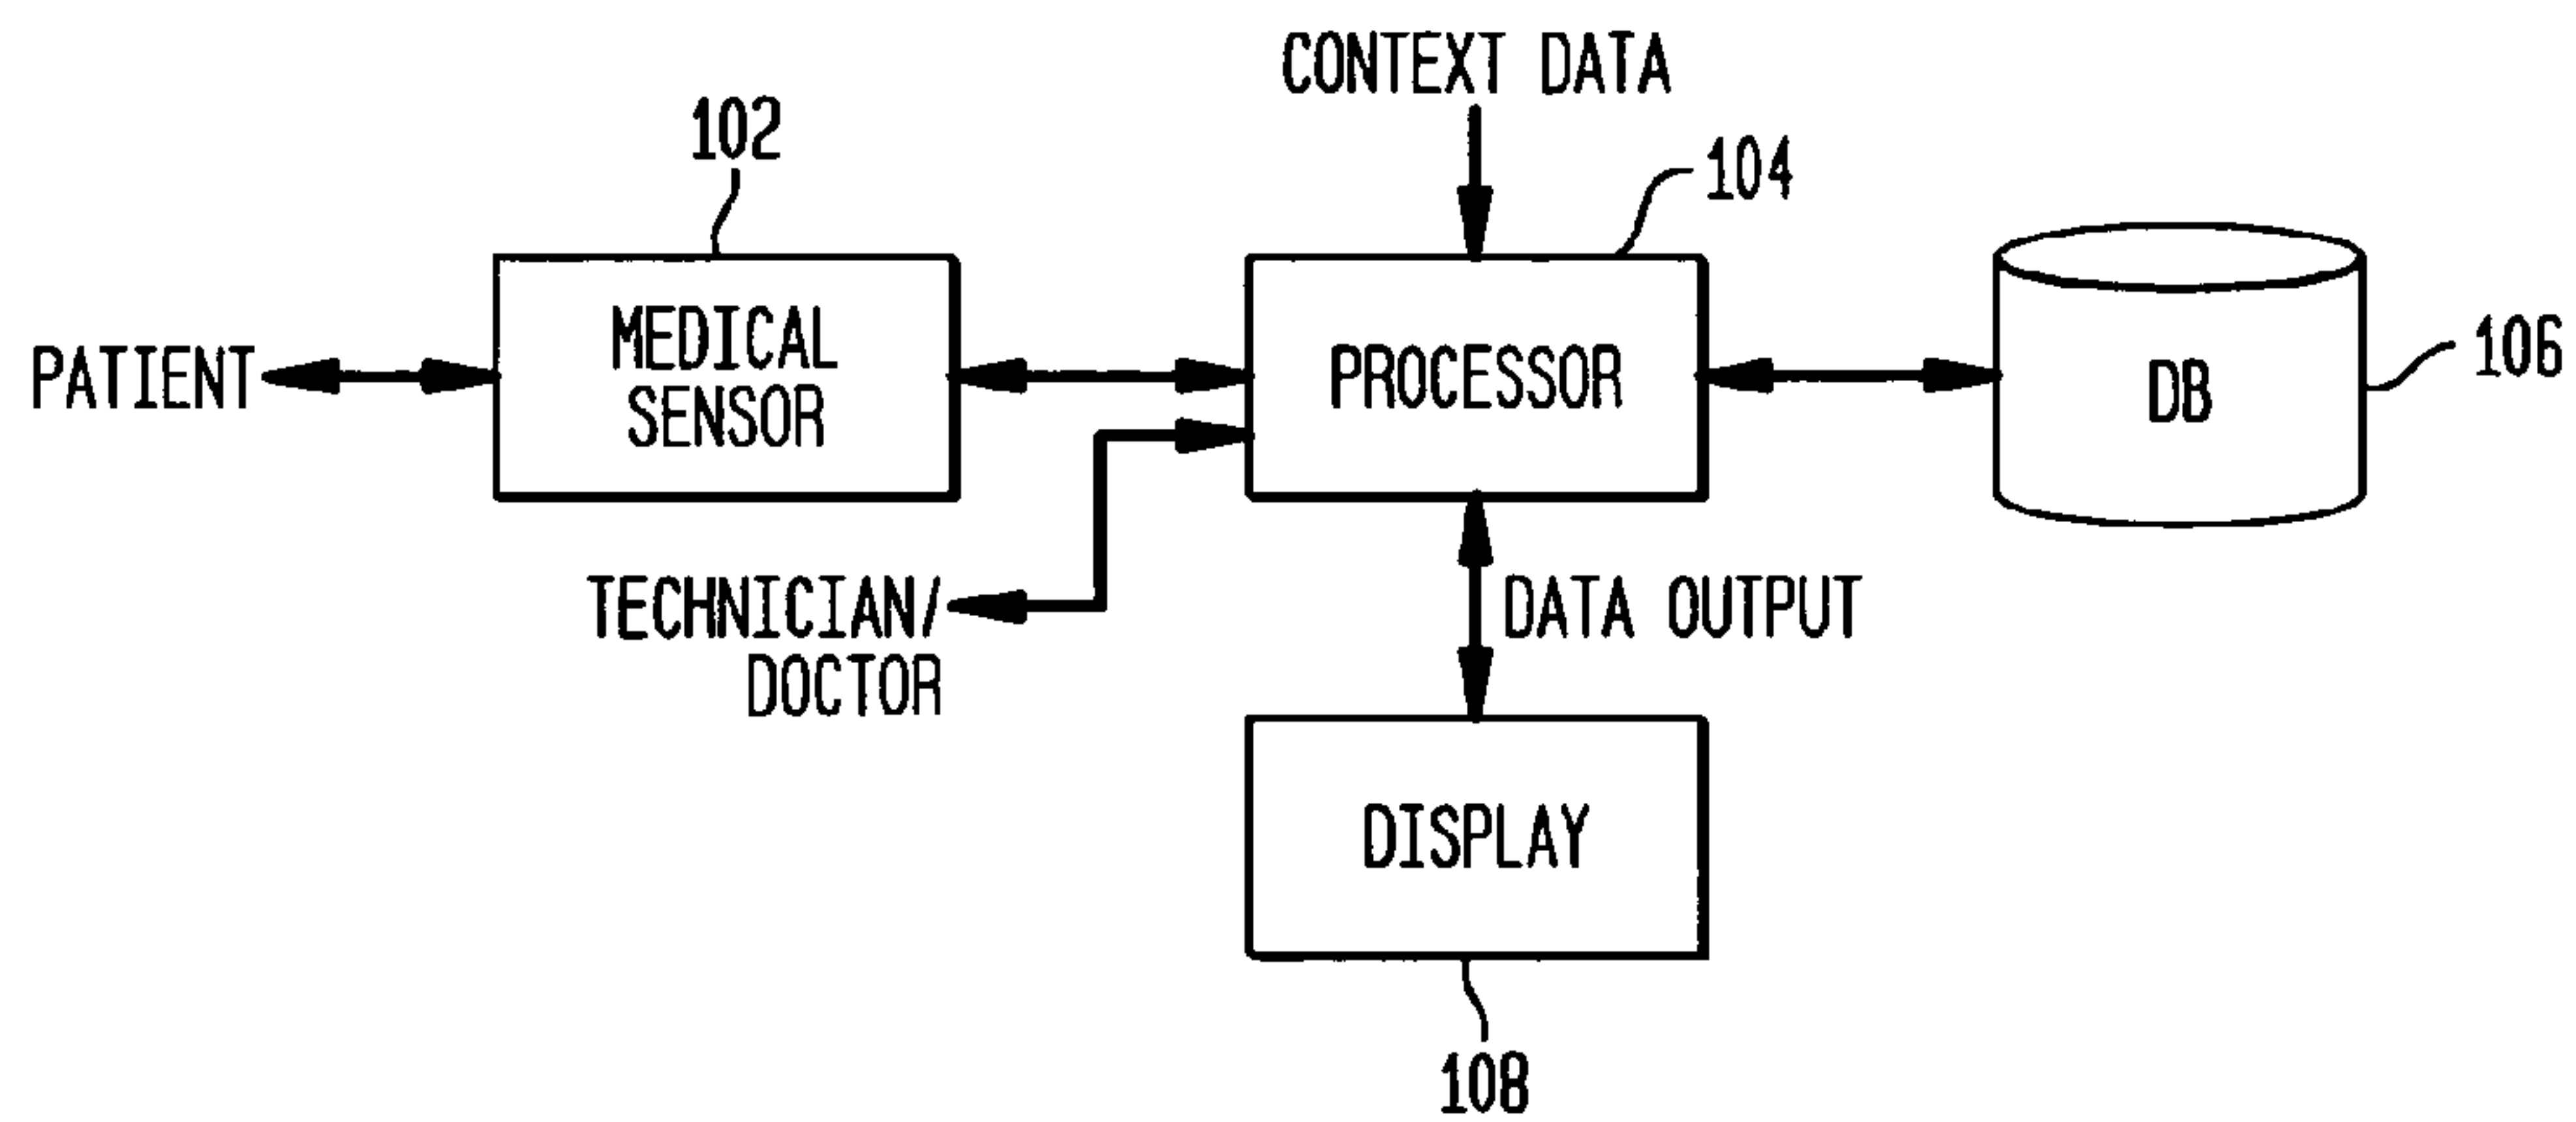 CONTEXT DATA
102
104
MEDICAL
SENSOR
PATIENT
PROCESSOR
DB
106
TECHNICIAN/
DOCTOR
DATA OUTPUT
DISPLAY
108